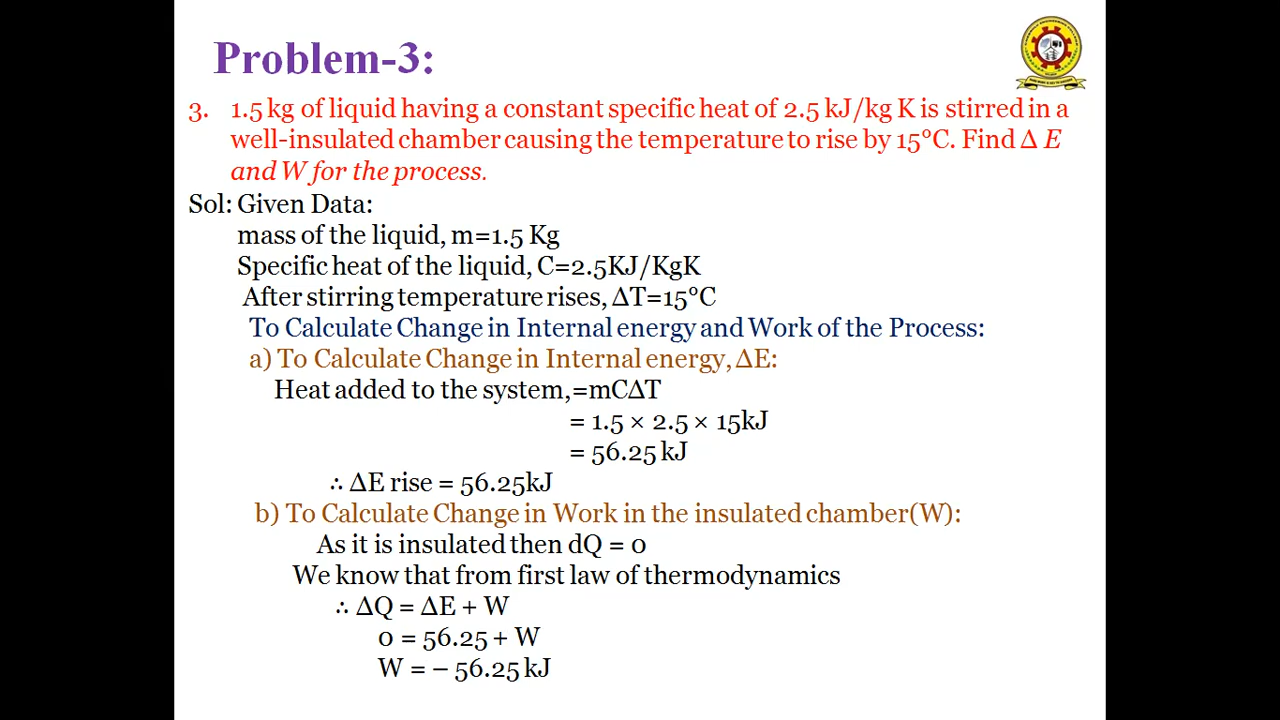 Problem-3:
3. 1.5 kg of liquid having a constant specific heat of 2.5 kJ/kg K is stirred in a
well-insulated chamber causing the temperature to rise by 15°C. Find Δ E
and W for the process.
Sol: Given Data:
mass of the liquid, m=1.5 Kg
Specific heat of the liquid, C=2.5KJ/KgK
After stirring temperature rises, ΔT=15°C
To Calculate Change in Internal energy and Work of the Process:
a) To Calculate Change in Internal energy, ΔE:
Heat added to the system,=mCΔT
= 1.5 × 2.5 × 15kJ
= 56.25 kJ
∴ ΔE rise = 56.25kJ
b) To Calculate Change in Work in the insulated chamber(W):
As it is insulated then dQ = 0
We know that from first law of thermodynamics
∴ ΔQ = ΔE + W
0 = 56.25 + W
W = – 56.25 kJ